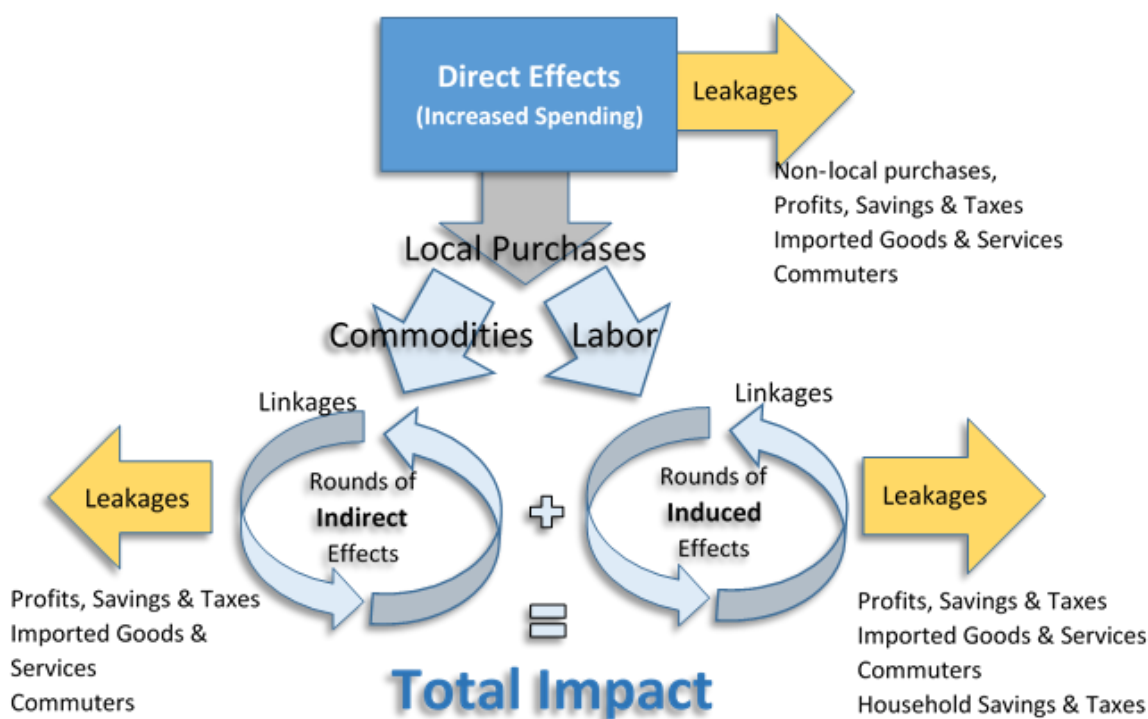 Direct Effects
(Increased Spending)
Leakages
Non-local purchases,
Profits, Savings & Taxes
Imported Goods & Services
Commuters
Local Purchases
Commodities
Labor
Linkages
Rounds of
Indirect
Effects
Leakages
Profits, Savings & Taxes
Imported Goods &
Services
Commuters
+
Linkages
Rounds of
Induced
Effects
Leakages
Profits, Savings & Taxes
Imported Goods & Services
Commuters
Household Savings & Taxes
=
Total Impact